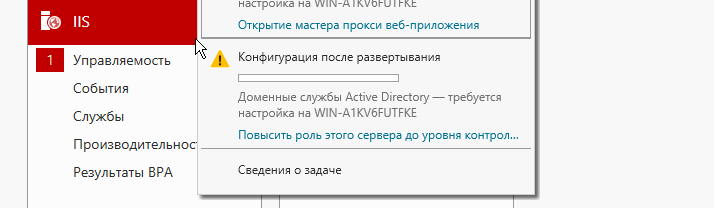 IIS
1 Управляемость
События
Службы
Производительнос
Результаты BPA
настройка на WIN-A1KV6FUTFKE
Открытие мастера прокси веб-приложения
Конфигурация после развертывания
Доменные службы Active Directory — требуется
настройка на WIN-A1KV6FUTFKE
Повысить роль этого сервера до уровня контрол...
Сведения о задаче